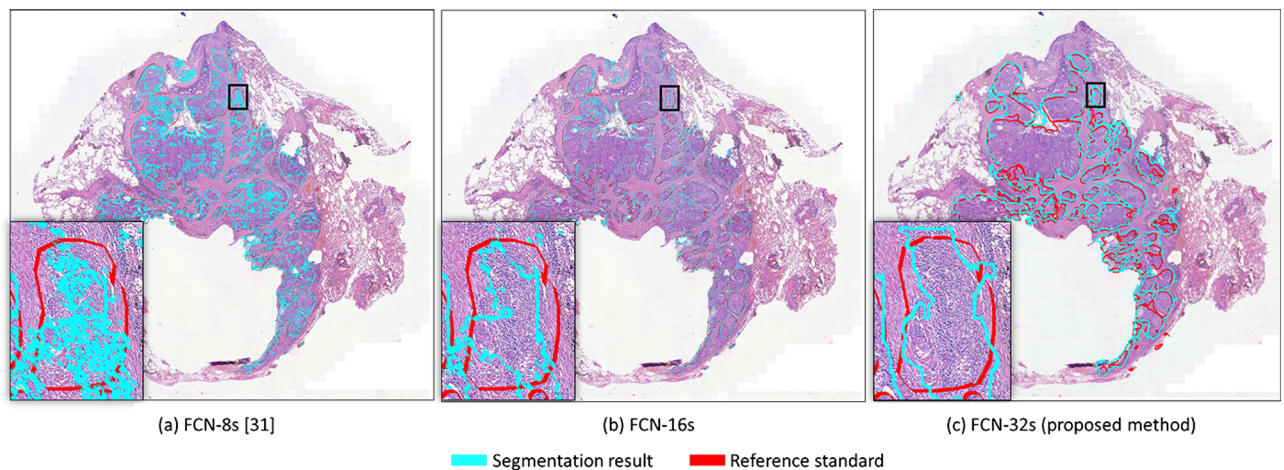 (a) FCN-8s [31]
(b) FCN-16s
(c) FCN-32s (proposed method)
Segmentation result
Reference standard